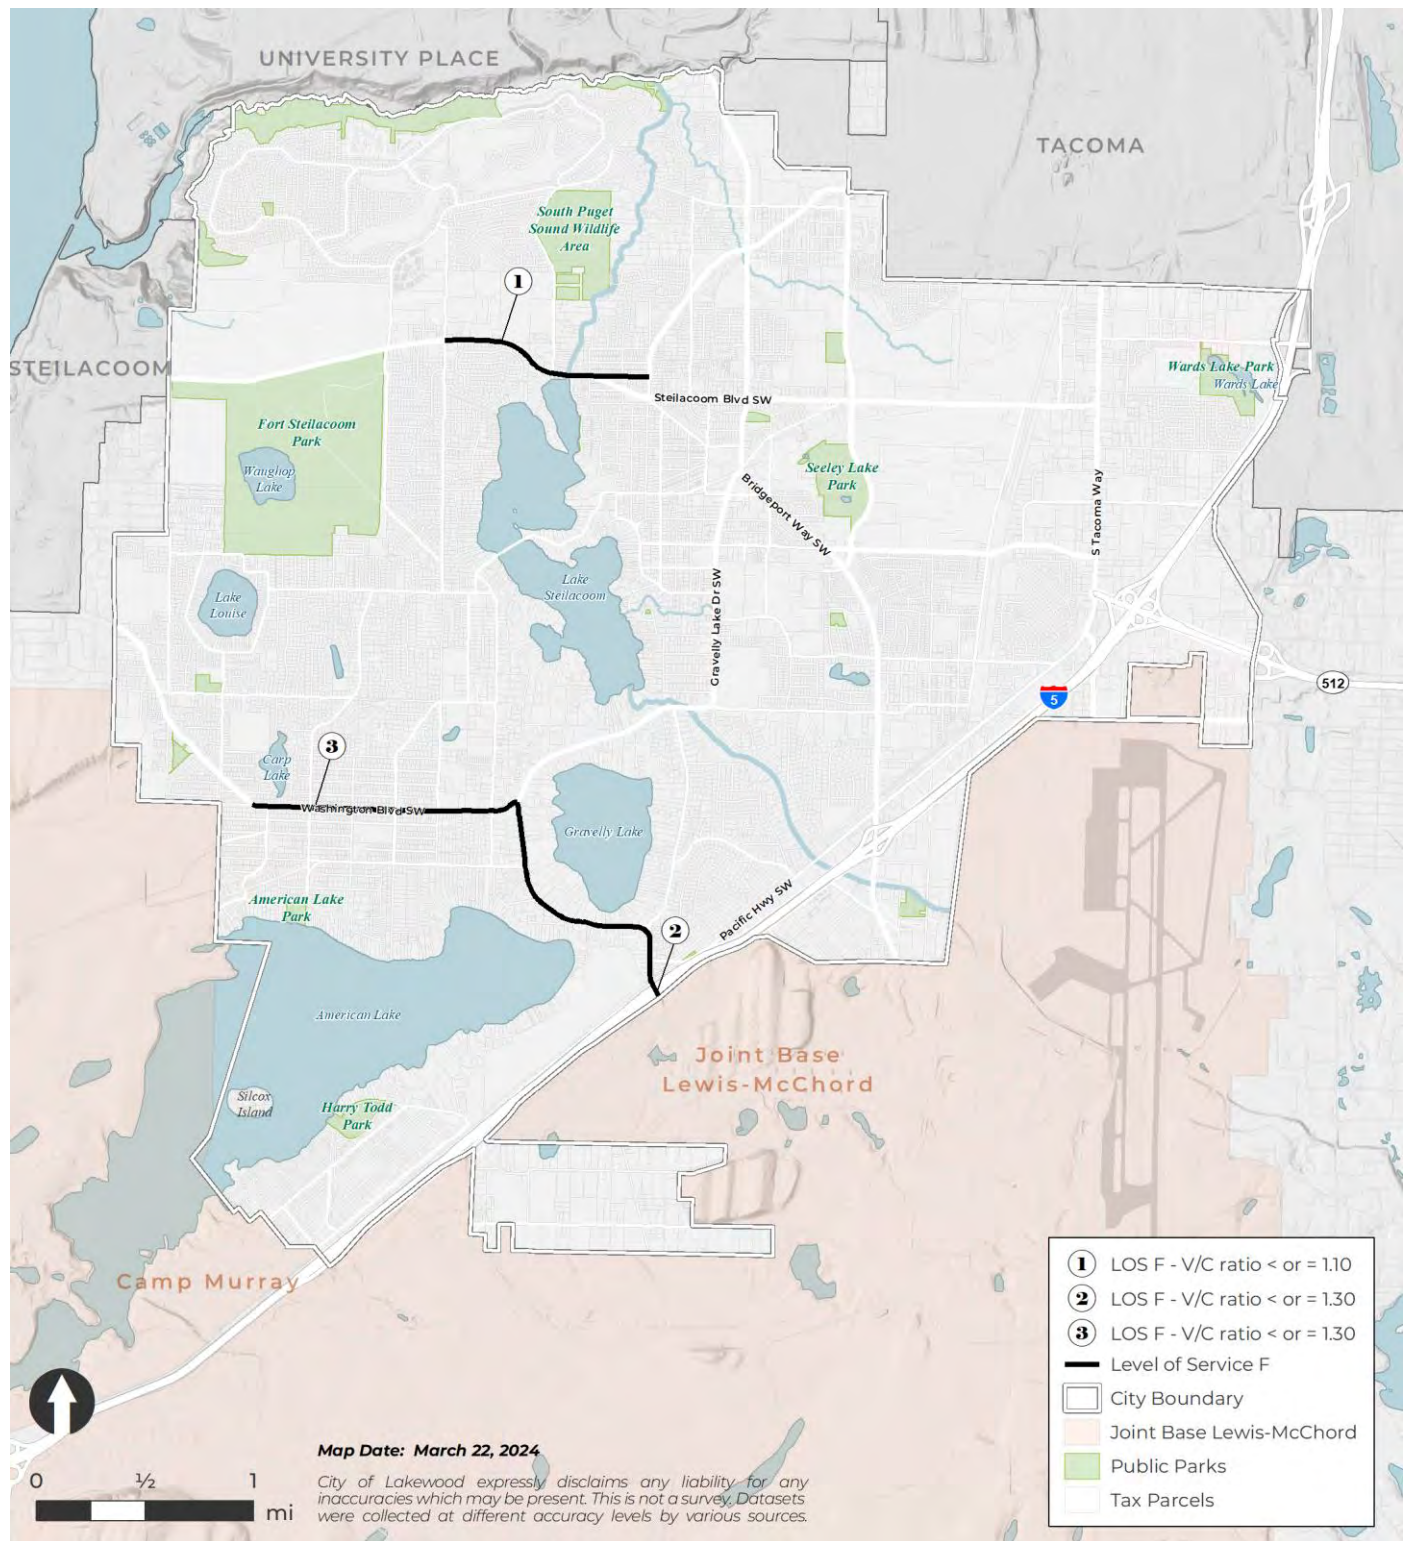 UNIVERSITY PLACE
TACOMA
South Puget
Sound Wildlife
Area
1
STEILACOOM
Wards Lake Park
Wards Lake
Steilacoom Blvd SW
Fort Steilacoom
Park
Waughop
Lake
Seeley Lake
Park
Bridgeport Way SW
S Tacoma Way
Lake
Louise
Lake
Steilacoom
Gravelly Lake Dr SW
512
5
3
Carp
Lake
Washington Blvd SW
Gravelly Lake
American Lake
Park
Pacific Hwy SW
2
American Lake
Joint Base
Lewis-McChord
Silcox
Island
Harry Todd
Park
Camp Murray
1 LOS F - V/C ratio < or = 1.10
2 LOS F - V/C ratio < or = 1.30
3 LOS F - V/C ratio < or = 1.30
Level of Service F
City Boundary
Joint Base Lewis-McChord
Public Parks
Tax Parcels
Map Date: March 22, 2024
City of Lakewood expressly disclaims any liability for any
inaccuracies which may be present. This is not a survey. Datasets
were collected at different accuracy levels by various sources.
0 ½ 1
mi